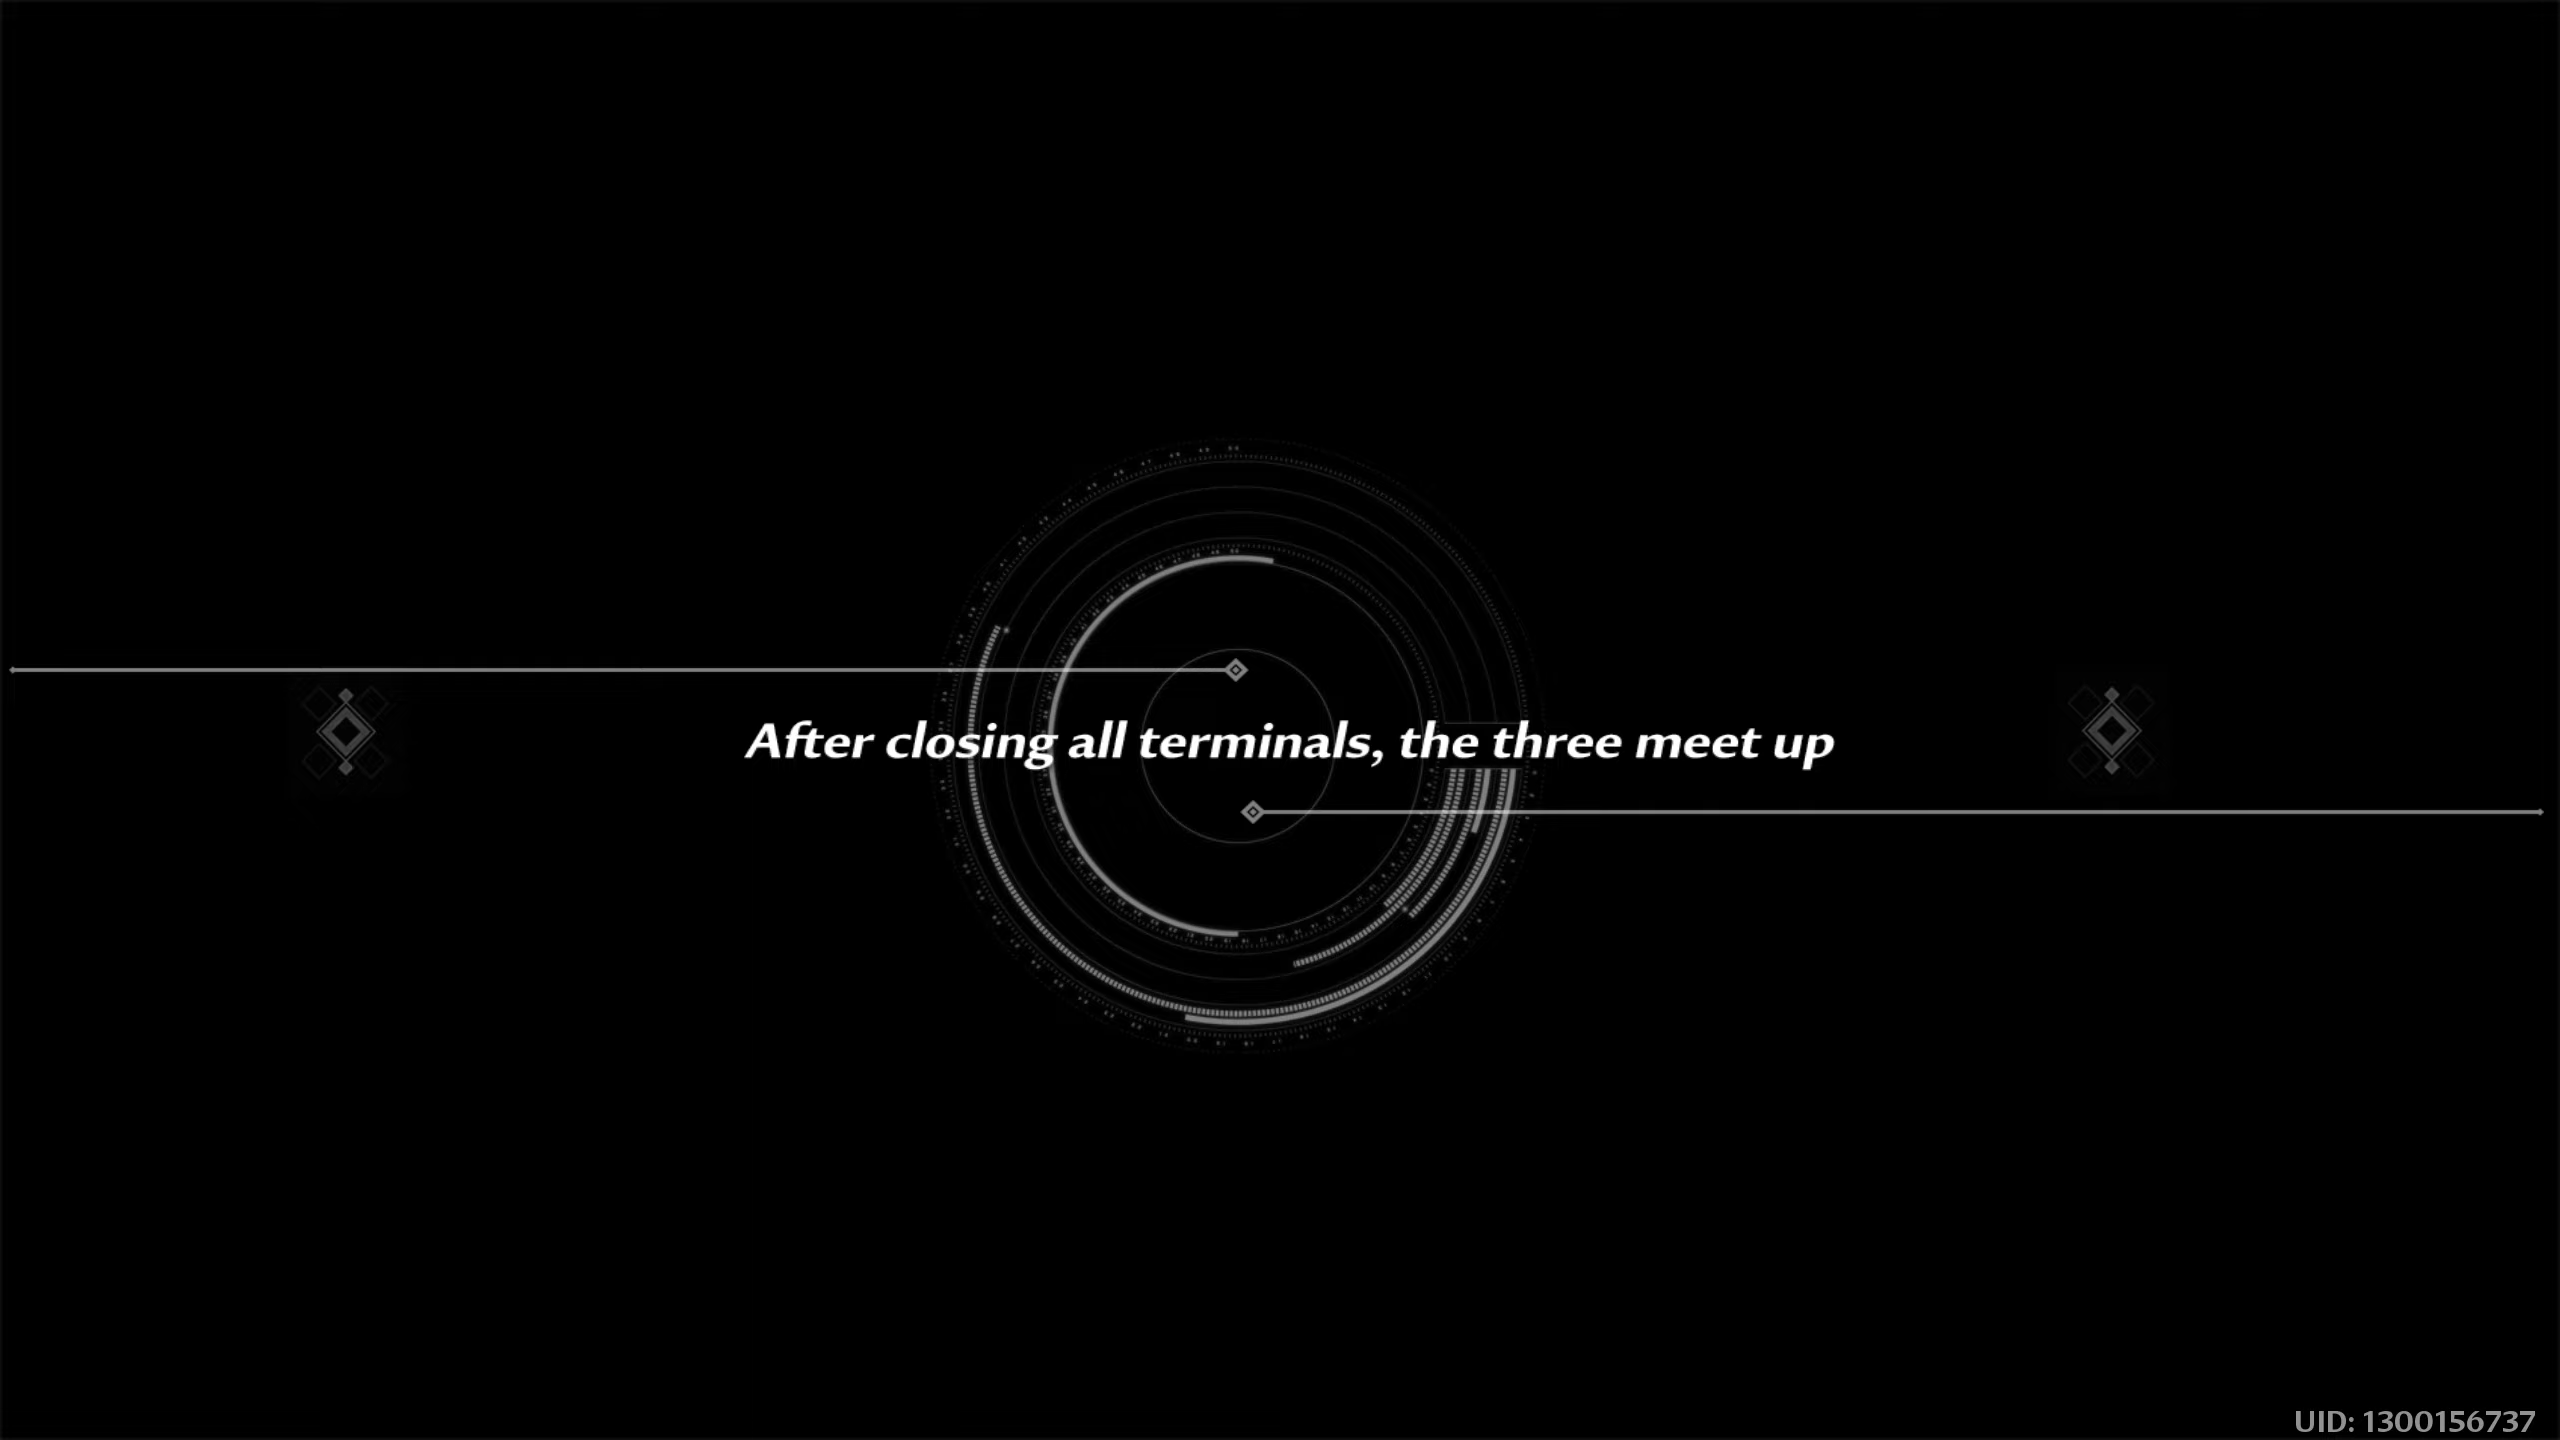 After closing all terminals, the three meet up
UID: 1300156737